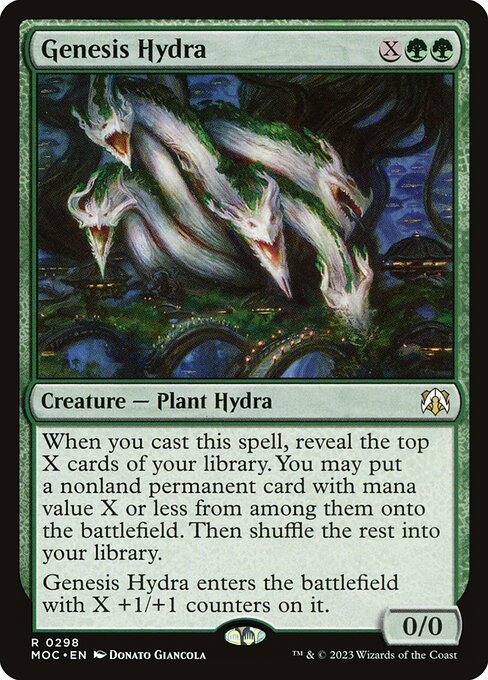 Genesis Hydra X
Creature — Plant Hydra
When you cast this spell, reveal the top
X cards of your library. You may put
a nonland permanent card with mana
value X or less from among them onto
the battlefield. Then shuffle the rest into
your library.
Genesis Hydra enters the battlefield
with X +1/+1 counters on it.
0/0
R 0298
MOC • EN Donato Giancola
™ & © 2023 Wizards of the Coast